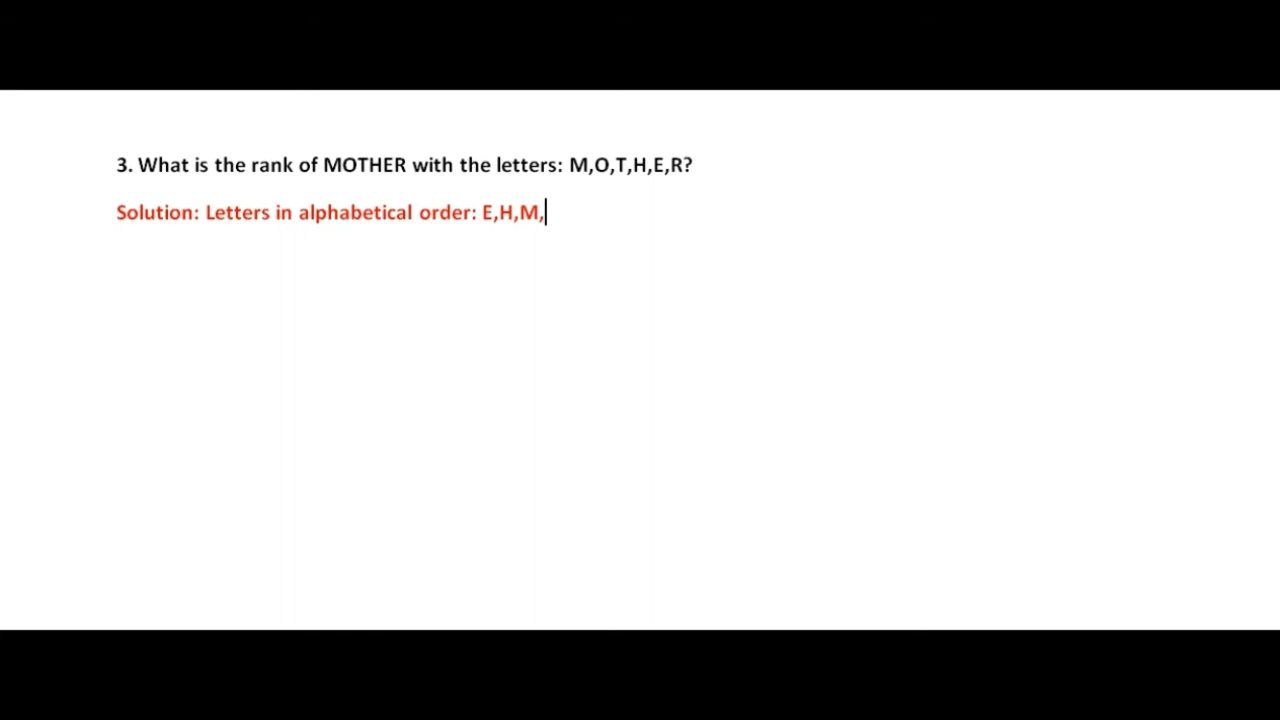 3. What is the rank of MOTHER with the letters: M,O,T,H,E,R?
Solution: Letters in alphabetical order: E,H,M,